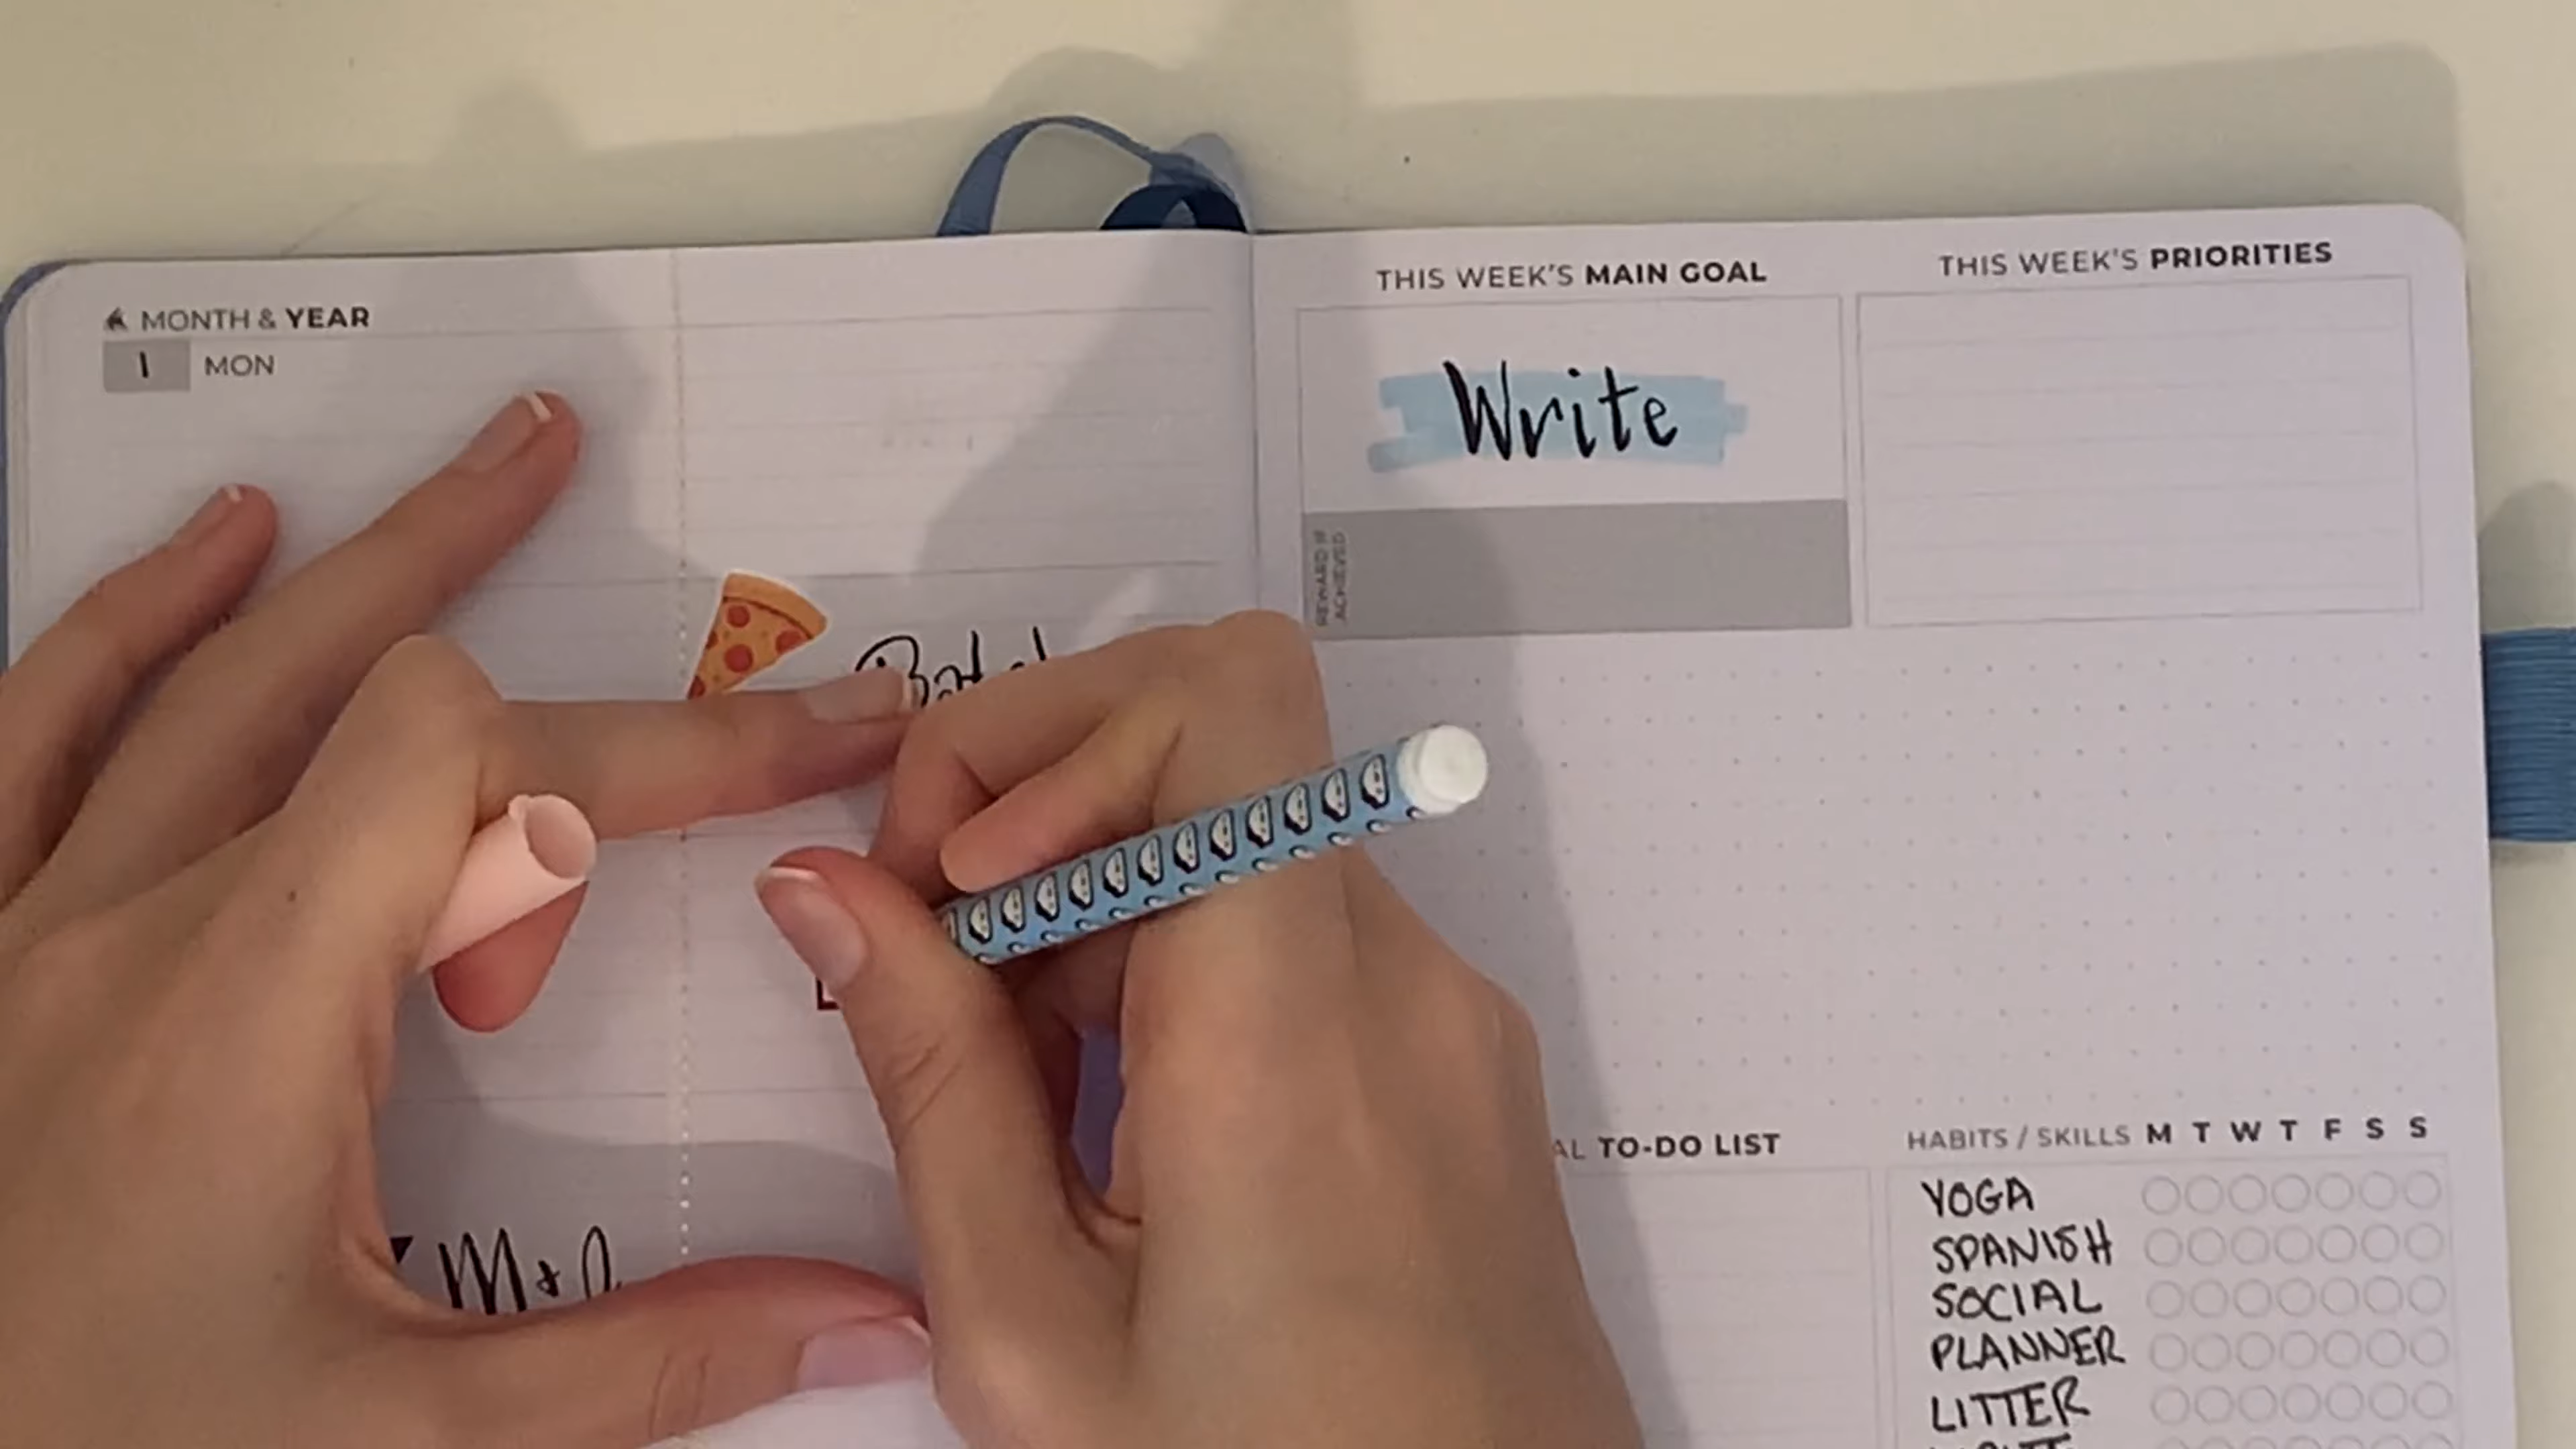 MONTH & YEAR
1 MON
THIS WEEK'S MAIN GOAL
Write
REWARD IF
ACHIEVED
THIS WEEK'S PRIORITIES
TO-DO LIST
HABITS / SKILLS M T W T F S S
YOGA
SPANISH
SOCIAL
PLANNER
LITTER